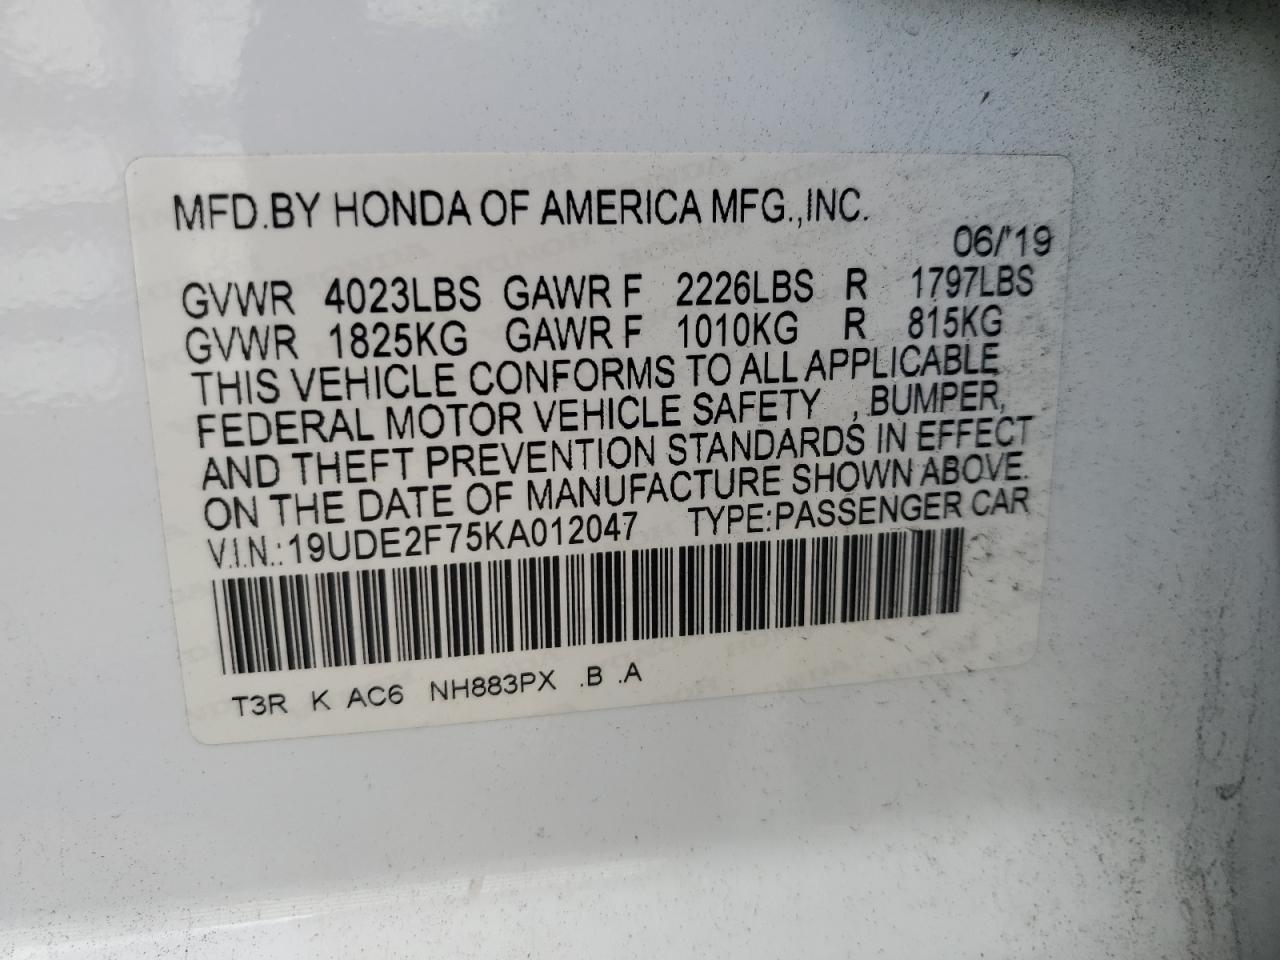 MFD.BY HONDA OF AMERICA MFG.,INC.
06/'19
GVWR 4023LBS GAWR F 2226LBS R 1797LBS
GVWR 1825KG GAWR F 1010KG R 815KG
THIS VEHICLE CONFORMS TO ALL APPLICABLE
FEDERAL MOTOR VEHICLE SAFETY , BUMPER,
AND THEFT PREVENTION STANDARDS IN EFFECT
ON THE DATE OF MANUFACTURE SHOWN ABOVE.
V.I.N.: 19UDE2F75KA012047 TYPE:PASSENGER CAR
T3R K AC6 NH883PX .B .A